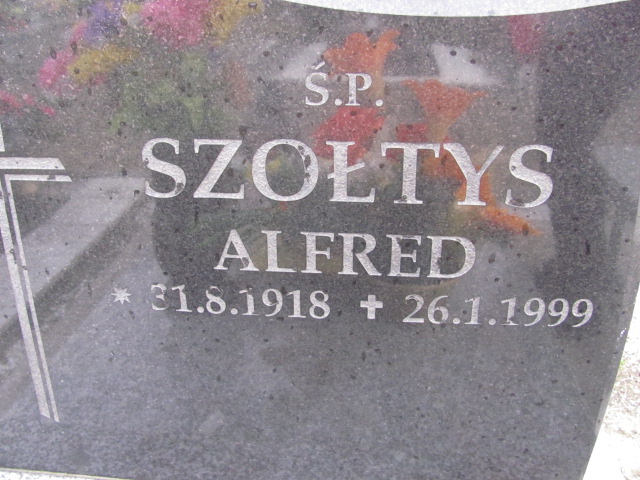 Ś.P.
SZOŁTYS
ALFRED
* 31.8.1918 ✝ 26.1.1999